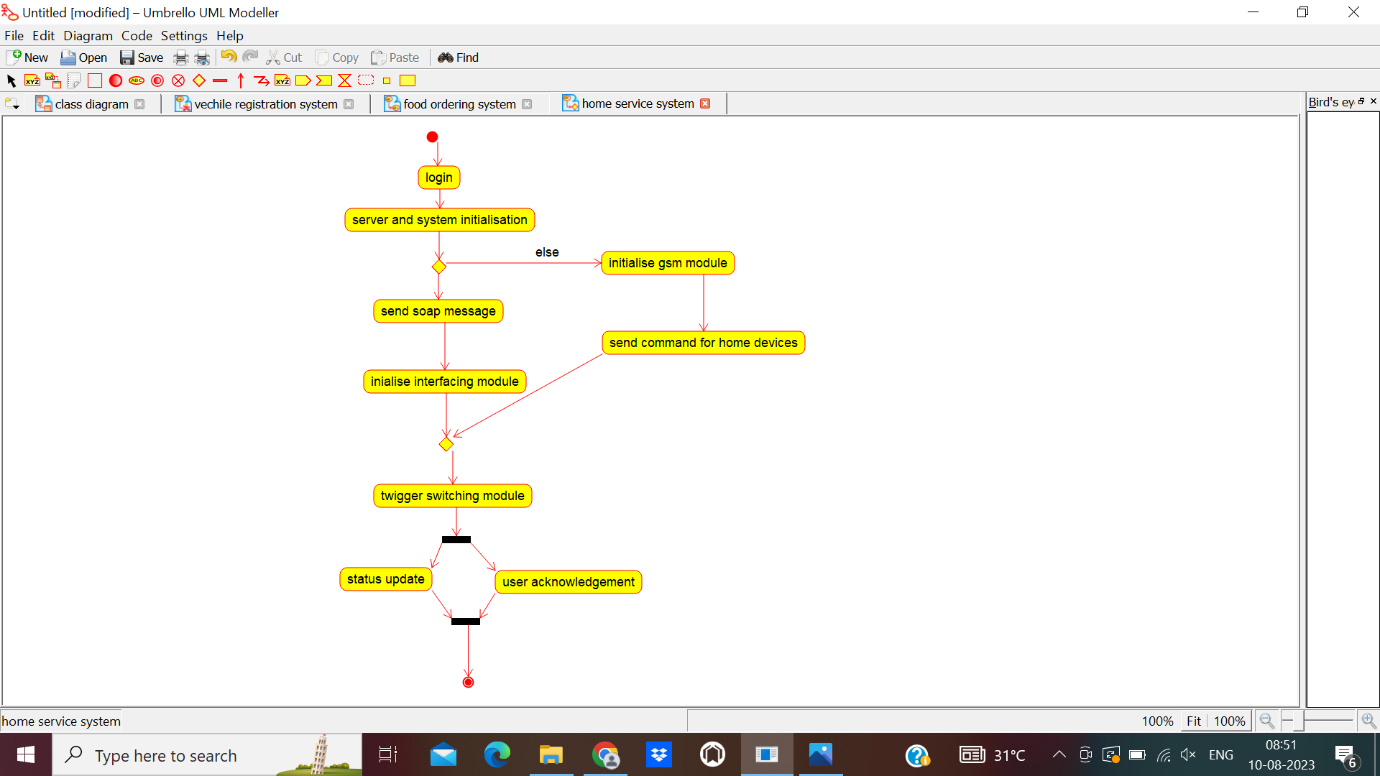 Untitled [modified] – Umbrello UML Modeller
File Edit Diagram Code Settings Help
New Open Save Cut Copy Paste Find
class diagram vechile registration system food ordering system home service system Bird's ey
login
server and system initialisation
else
initialise gsm module
send soap message
send command for home devices
inialise interfacing module
twigger switching module
status update
user acknowledgement
home service system 100% Fit 100%
Type here to search 31°C ENG 08:51
10-08-2023 6